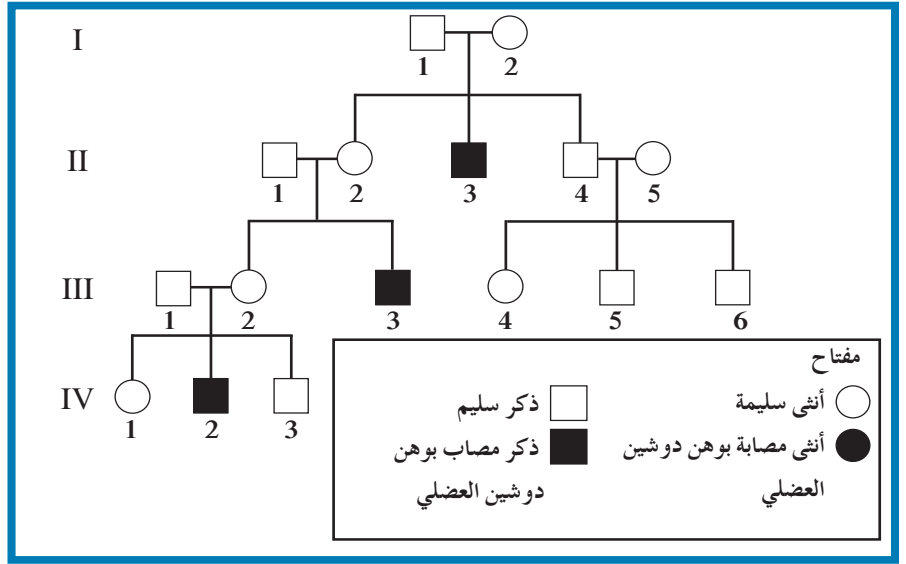 I
1 2
II
1 2 3 4 5
III
1 2 3 4 5 6
مفتاح
IV
أنثى سليمة
ذكر سليم
1 2 3
أنثى مصابة بوهن دوشين
العضلي
ذكر مصاب بوهن
دوشين العضلي